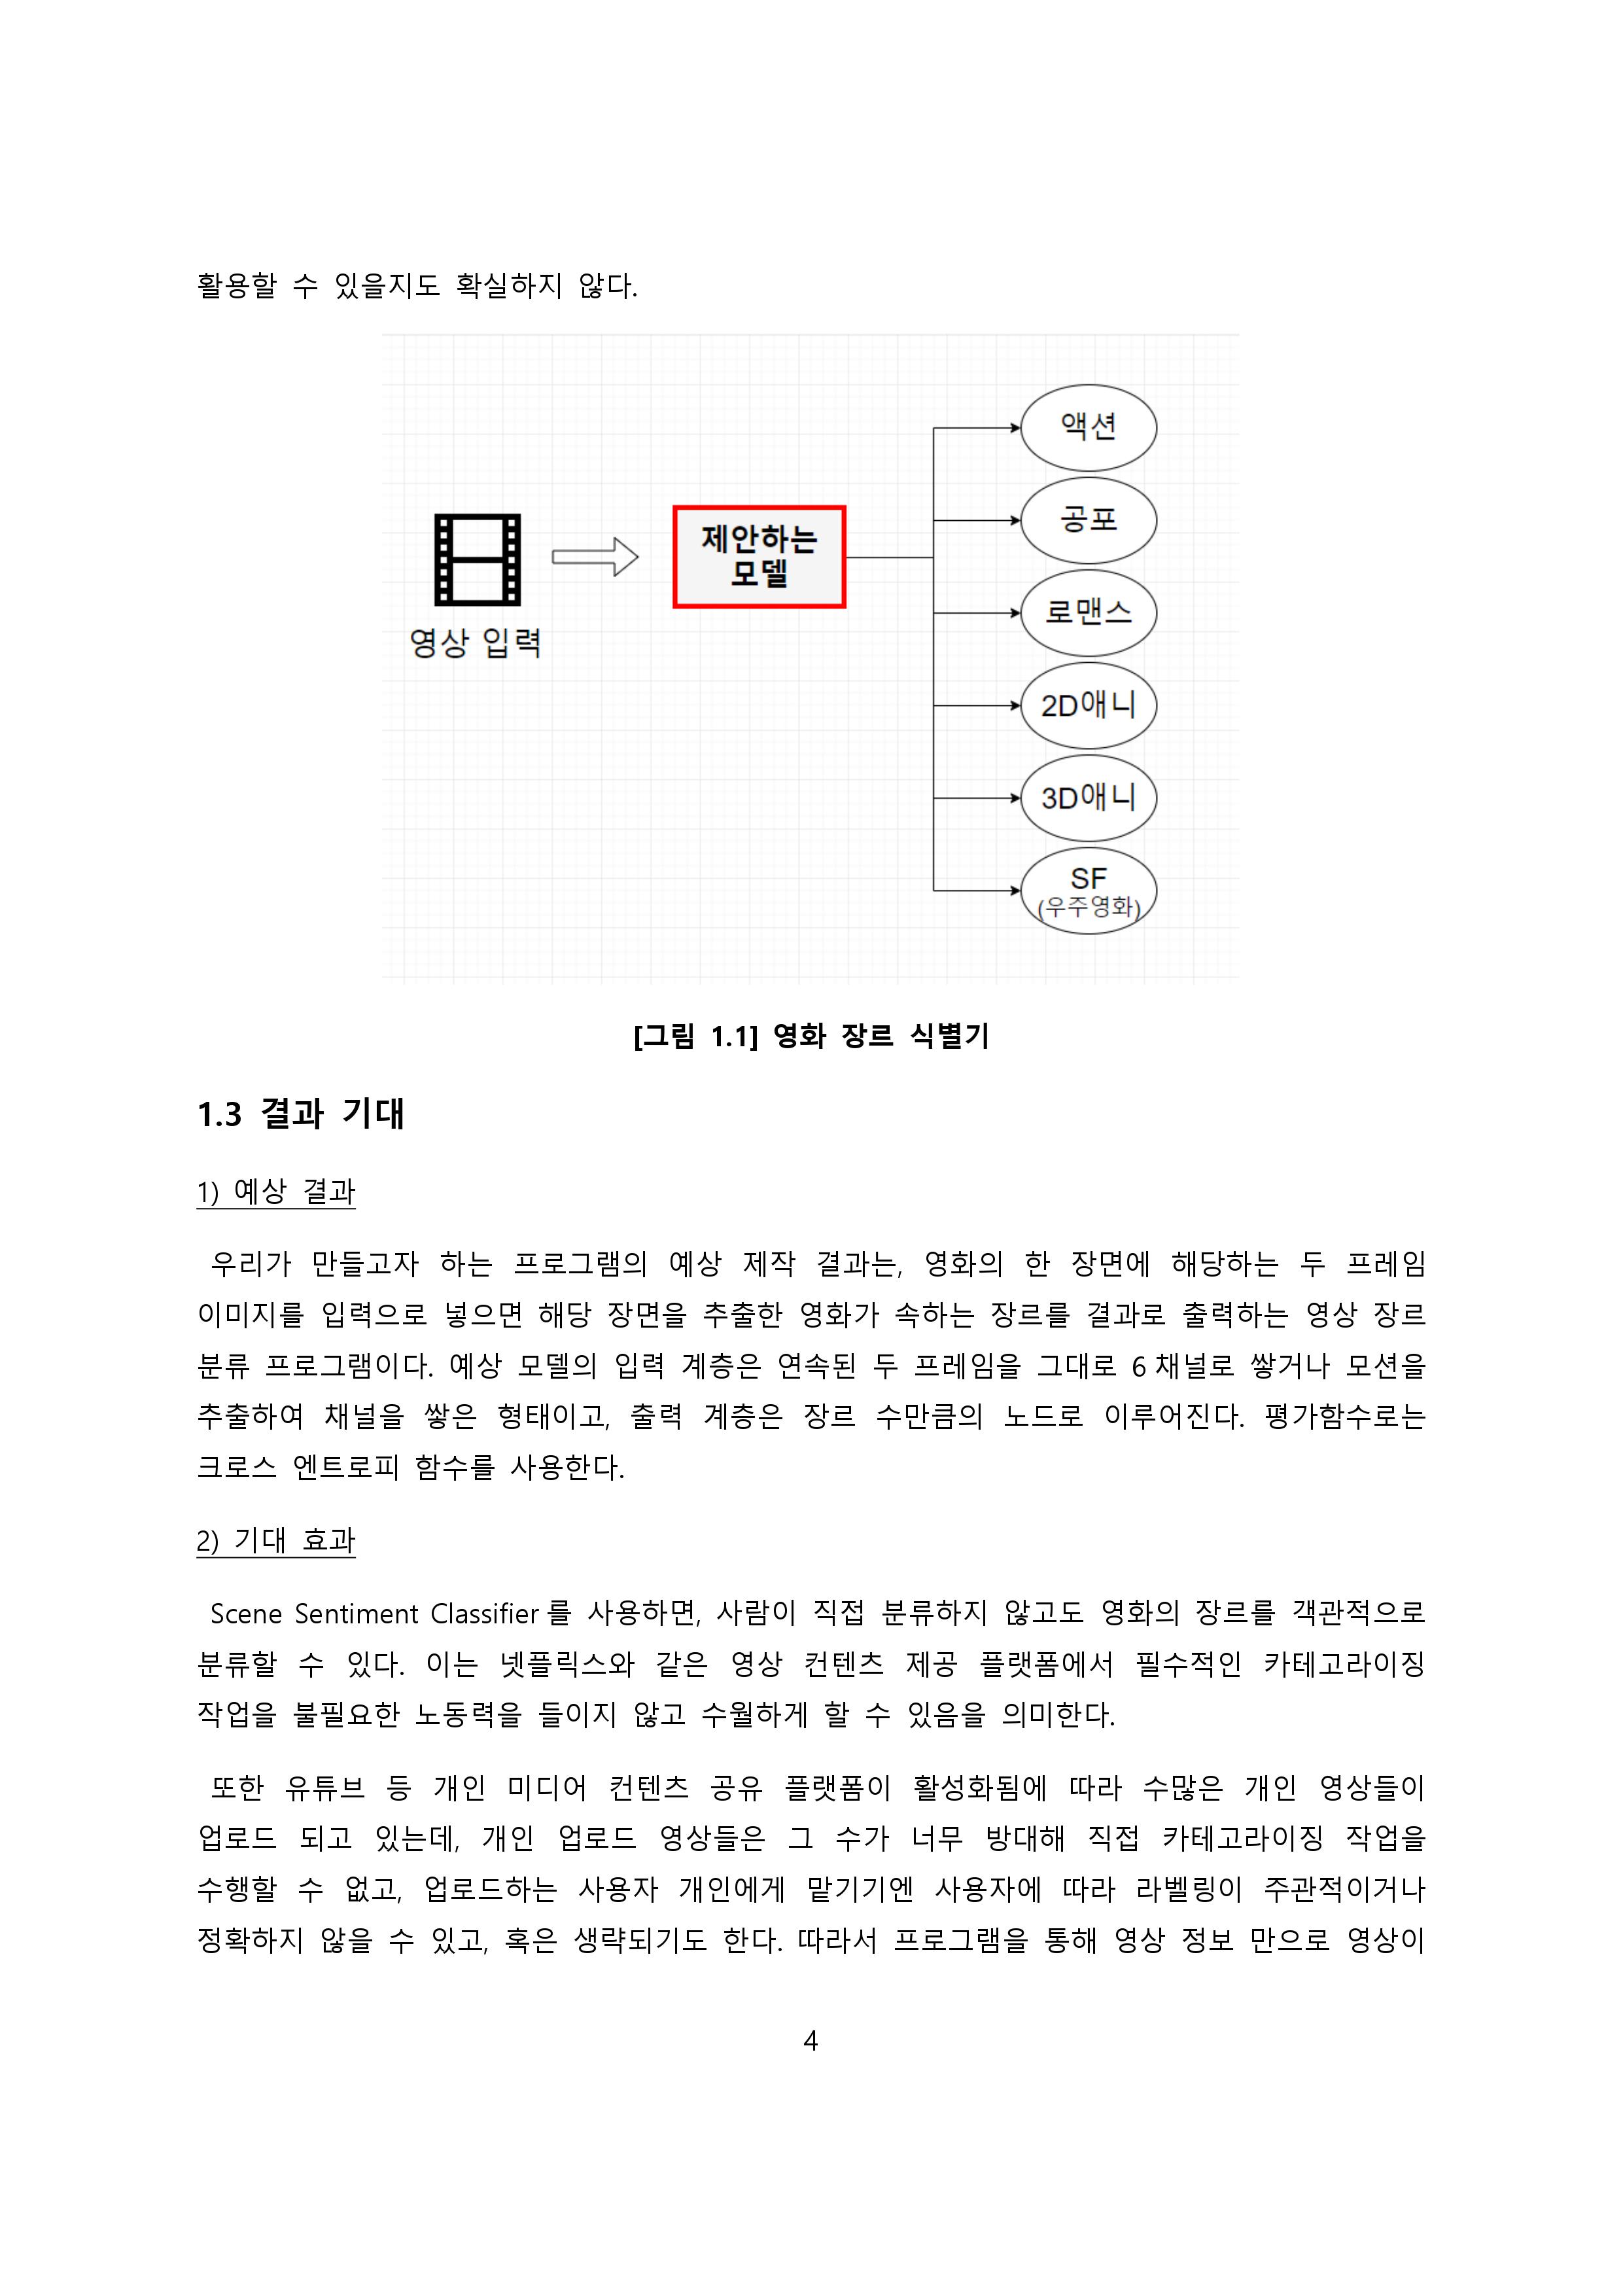 활용할 수 있을지도 확실하지 않다.
영상 입력
제안하는
모델
액션
공포
로맨스
2D애니
3D애니
SF
(우주영화)
[그림 1.1] 영화 장르 식별기
1.3 결과 기대
1) 예상 결과
우리가 만들고자 하는 프로그램의 예상 제작 결과는, 영화의 한 장면에 해당하는 두 프레임
이미지를 입력으로 넣으면 해당 장면을 추출한 영화가 속하는 장르를 결과로 출력하는 영상 장르
분류 프로그램이다. 예상 모델의 입력 계층은 연속된 두 프레임을 그대로 6채널로 쌓거나 모션을
추출하여 채널을 쌓은 형태이고, 출력 계층은 장르 수만큼의 노드로 이루어진다. 평가함수로는
크로스 엔트로피 함수를 사용한다.
2) 기대 효과
Scene Sentiment Classifier를 사용하면, 사람이 직접 분류하지 않고도 영화의 장르를 객관적으로
분류할 수 있다. 이는 넷플릭스와 같은 영상 컨텐츠 제공 플랫폼에서 필수적인 카테고라이징
작업을 불필요한 노동력을 들이지 않고 수월하게 할 수 있음을 의미한다.
또한 유튜브 등 개인 미디어 컨텐츠 공유 플랫폼이 활성화됨에 따라 수많은 개인 영상들이
업로드 되고 있는데, 개인 업로드 영상들은 그 수가 너무 방대해 직접 카테고라이징 작업을
수행할 수 없고, 업로드하는 사용자 개인에게 맡기기엔 사용자에 따라 라벨링이 주관적이거나
정확하지 않을 수 있고, 혹은 생략되기도 한다. 따라서 프로그램을 통해 영상 정보 만으로 영상이
4